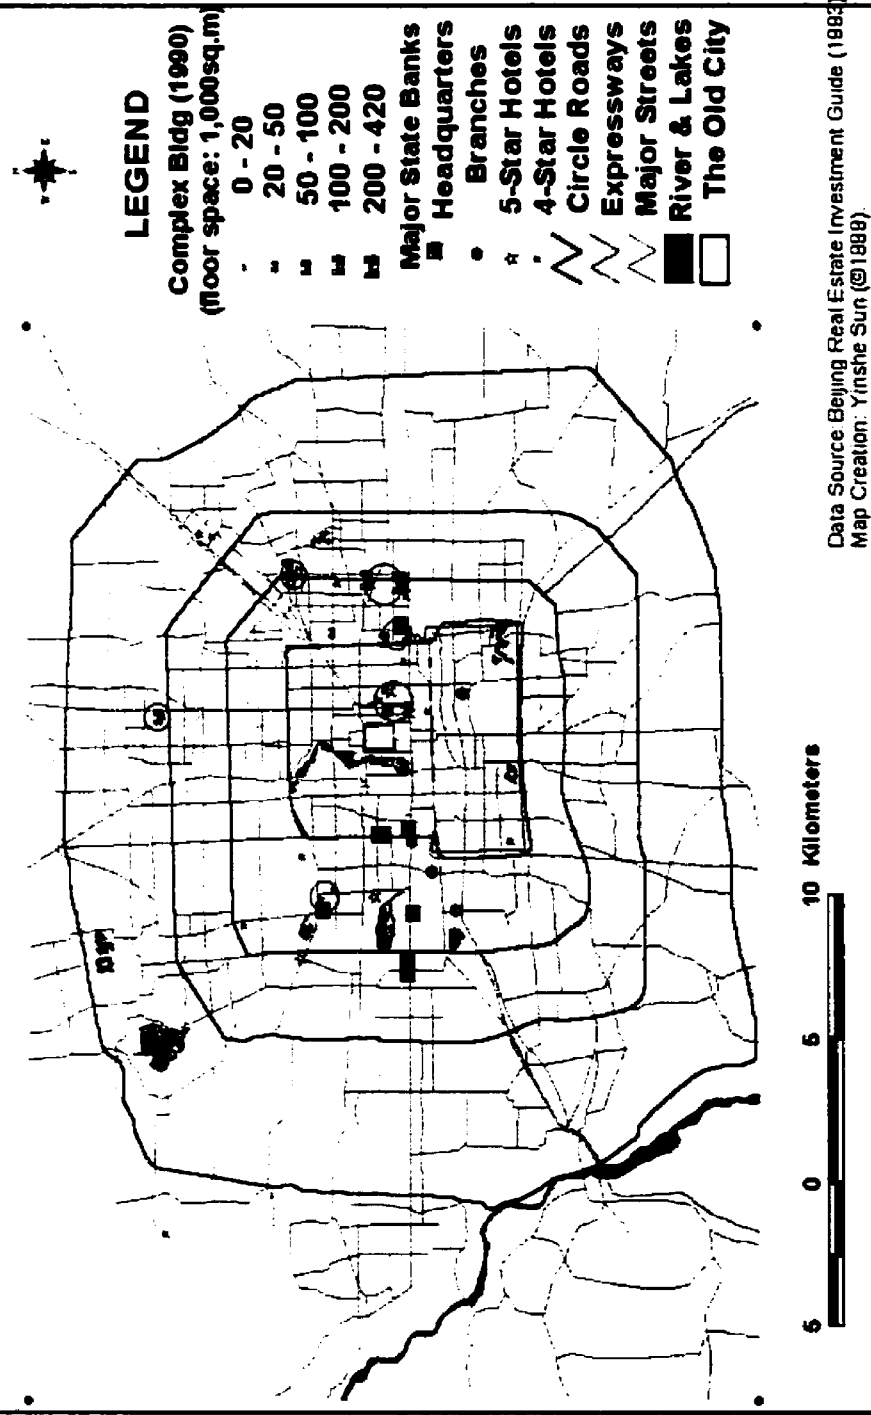 LEGEND
Complex Bldg (1990)
(floor space: 1,000sq.m)
0 - 20
20 - 50
50 - 100
100 - 200
200 - 420
Major State Banks
Headquarters
Branches
5-Star Hotels
4-Star Hotels
Circle Roads
Expressways
Major Streets
River & Lakes
The Old City
5 0 5 10 Kilometers
Data Source: Beijing Real Estate Investment Guide (1993)
Map Creation: Yinshe Sun (©1999)